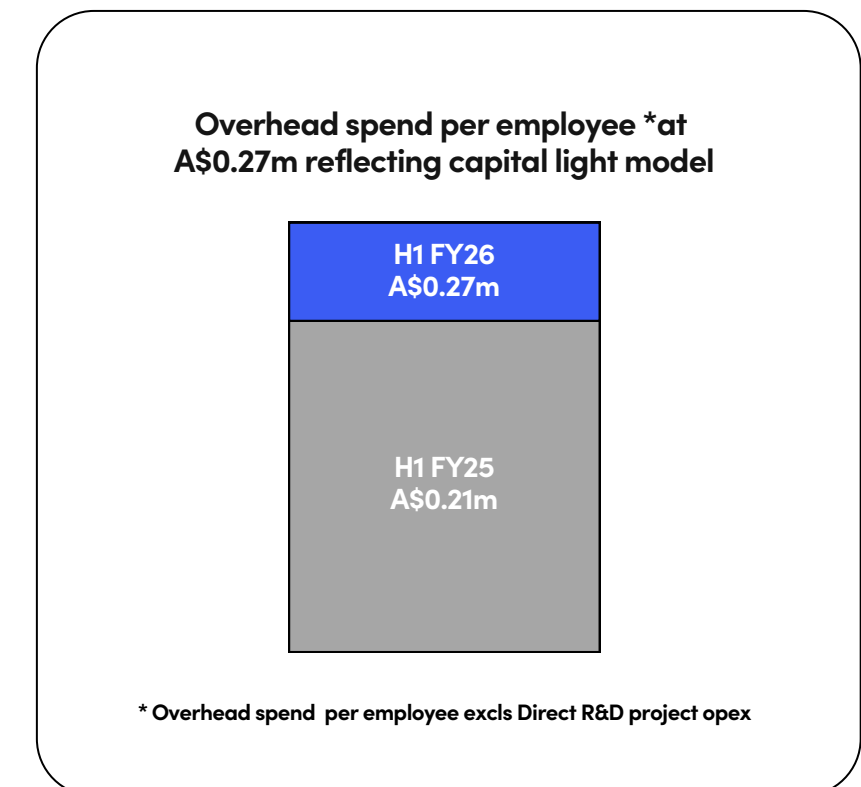 Overhead spend per employee *at
A$0.27m reflecting capital light model
H1 FY26
A$0.27m
H1 FY25
A$0.21m
* Overhead spend per employee excls Direct R&D project opex